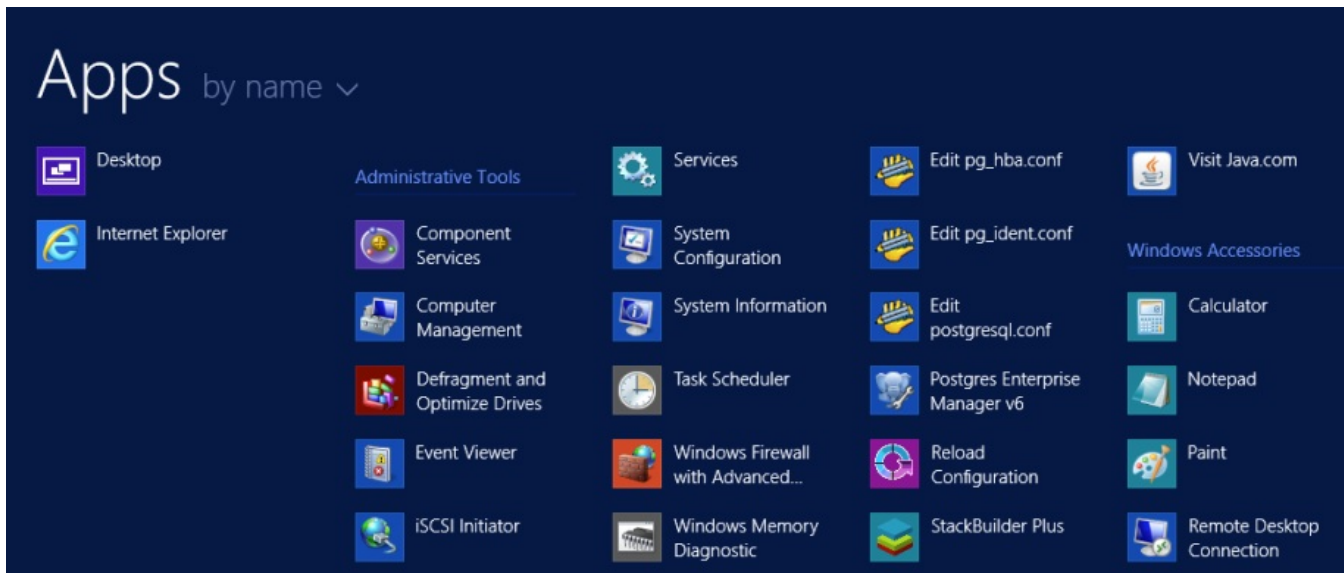 Apps by name
Desktop
Internet Explorer
Administrative Tools
Component
Services
Computer
Management
Defragment and
Optimize Drives
Event Viewer
iSCSI Initiator
Services
System
Configuration
System Information
Task Scheduler
Windows Firewall
with Advanced...
Windows Memory
Diagnostic
Edit pg_hba.conf
Edit pg_ident.conf
Edit
postgresql.conf
Postgres Enterprise
Manager v6
Reload
Configuration
StackBuilder Plus
Visit Java.com
Windows Accessories
Calculator
Notepad
Paint
Remote Desktop
Connection